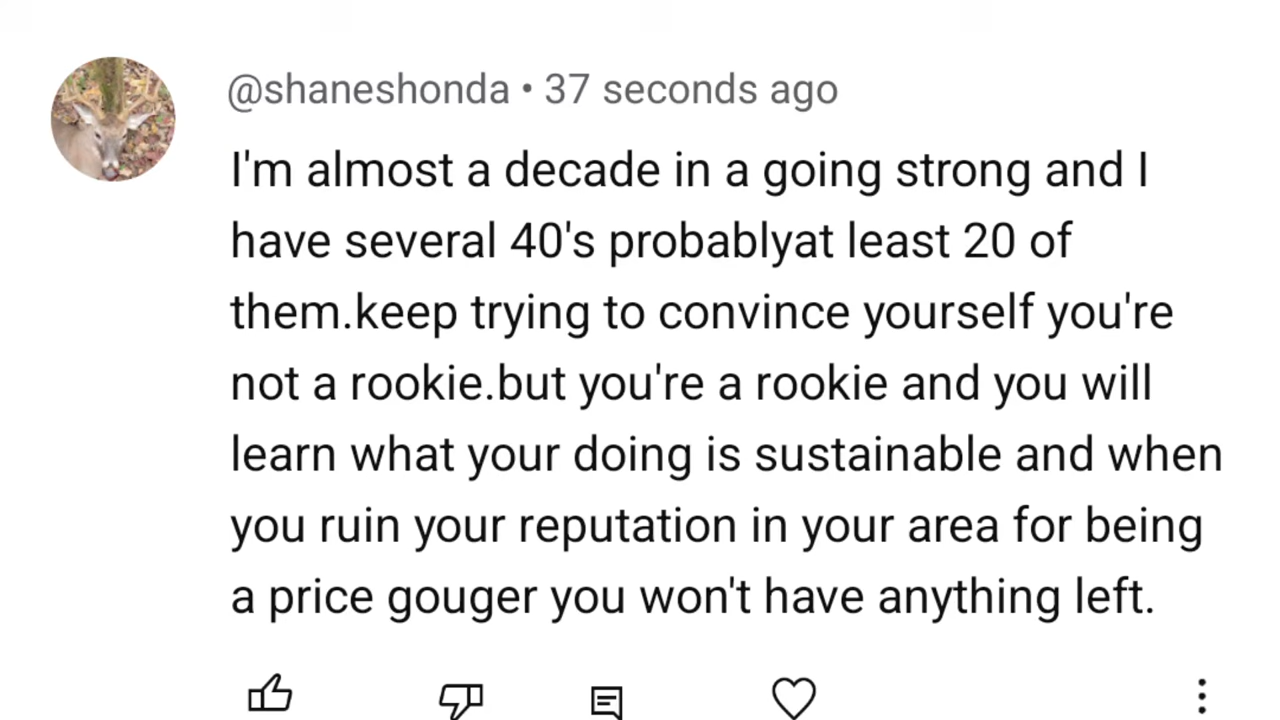 @shaneshonda • 37 seconds ago
I'm almost a decade in a going strong and I
have several 40's probablyat least 20 of
them.keep trying to convince yourself you're
not a rookie.but you're a rookie and you will
learn what your doing is sustainable and when
you ruin your reputation in your area for being
a price gouger you won't have anything left.